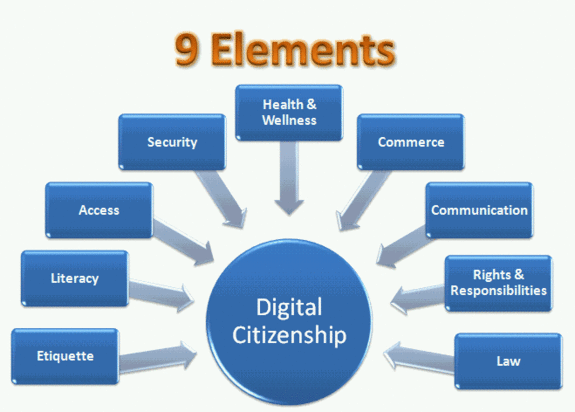 9 Elements
Health &
Wellness
Security
Commerce
Access
Communication
Literacy
Rights &
Responsibilities
Digital
Citizenship
Etiquette
Law